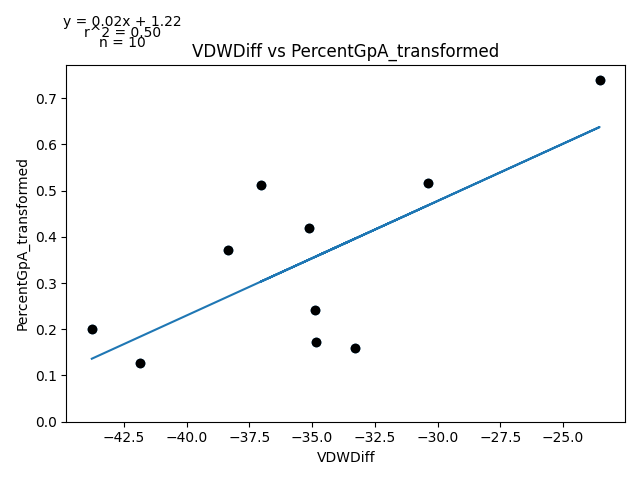 y = 0.02x + 1.22
r^2 = 0.50
n = 10
VDWDiff vs PercentGpA_transformed
PercentGpA_transformed
0.7
0.6
0.5
0.4
0.3
0.2
0.1
0.0
−42.5 −40.0 −37.5 −35.0 −32.5 −30.0 −27.5 −25.0
VDWDiff